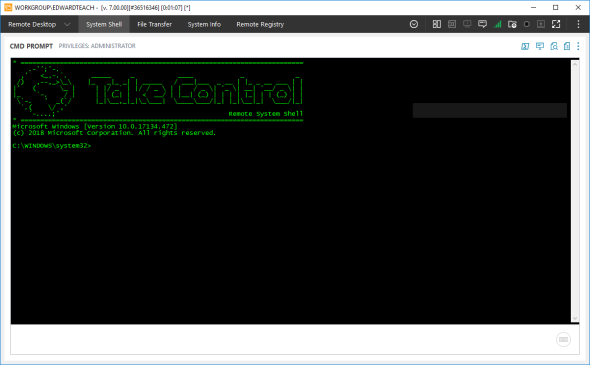 WORKGROUP\EDWARDTEACH - [v. 7.00.00][#36516346] [0:01:07] [*]
Remote Desktop System Shell File Transfer System Info Remote Registry
CMD PROMPT PRIVILEGES: ADMINISTRATOR
Take Control
Remote System Shell
Microsoft Windows [Version 10.0.17134.472]
(c) 2018 Microsoft Corporation. All rights reserved.
C:\WINDOWS\system32>